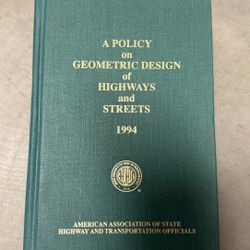 A POLICY
on
GEOMETRIC DESIGN
of
HIGHWAYS
and
STREETS
1994
AMERICAN ASSOCIATION OF STATE
HIGHWAY AND TRANSPORTATION OFFICIALS